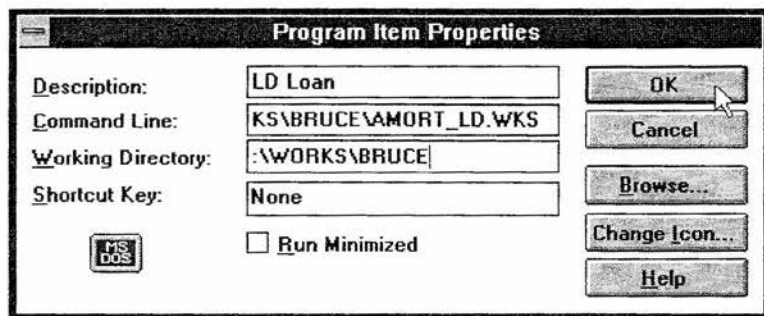 Program Item Properties
Description: LD Loan
Command Line: KS\BRUCE\AMORT_LD.WKS
Working Directory: :\WORKS\BRUCE
Shortcut Key: None
Run Minimized
MS
DOS
OK
Cancel
Browse...
Change Icon...
Help